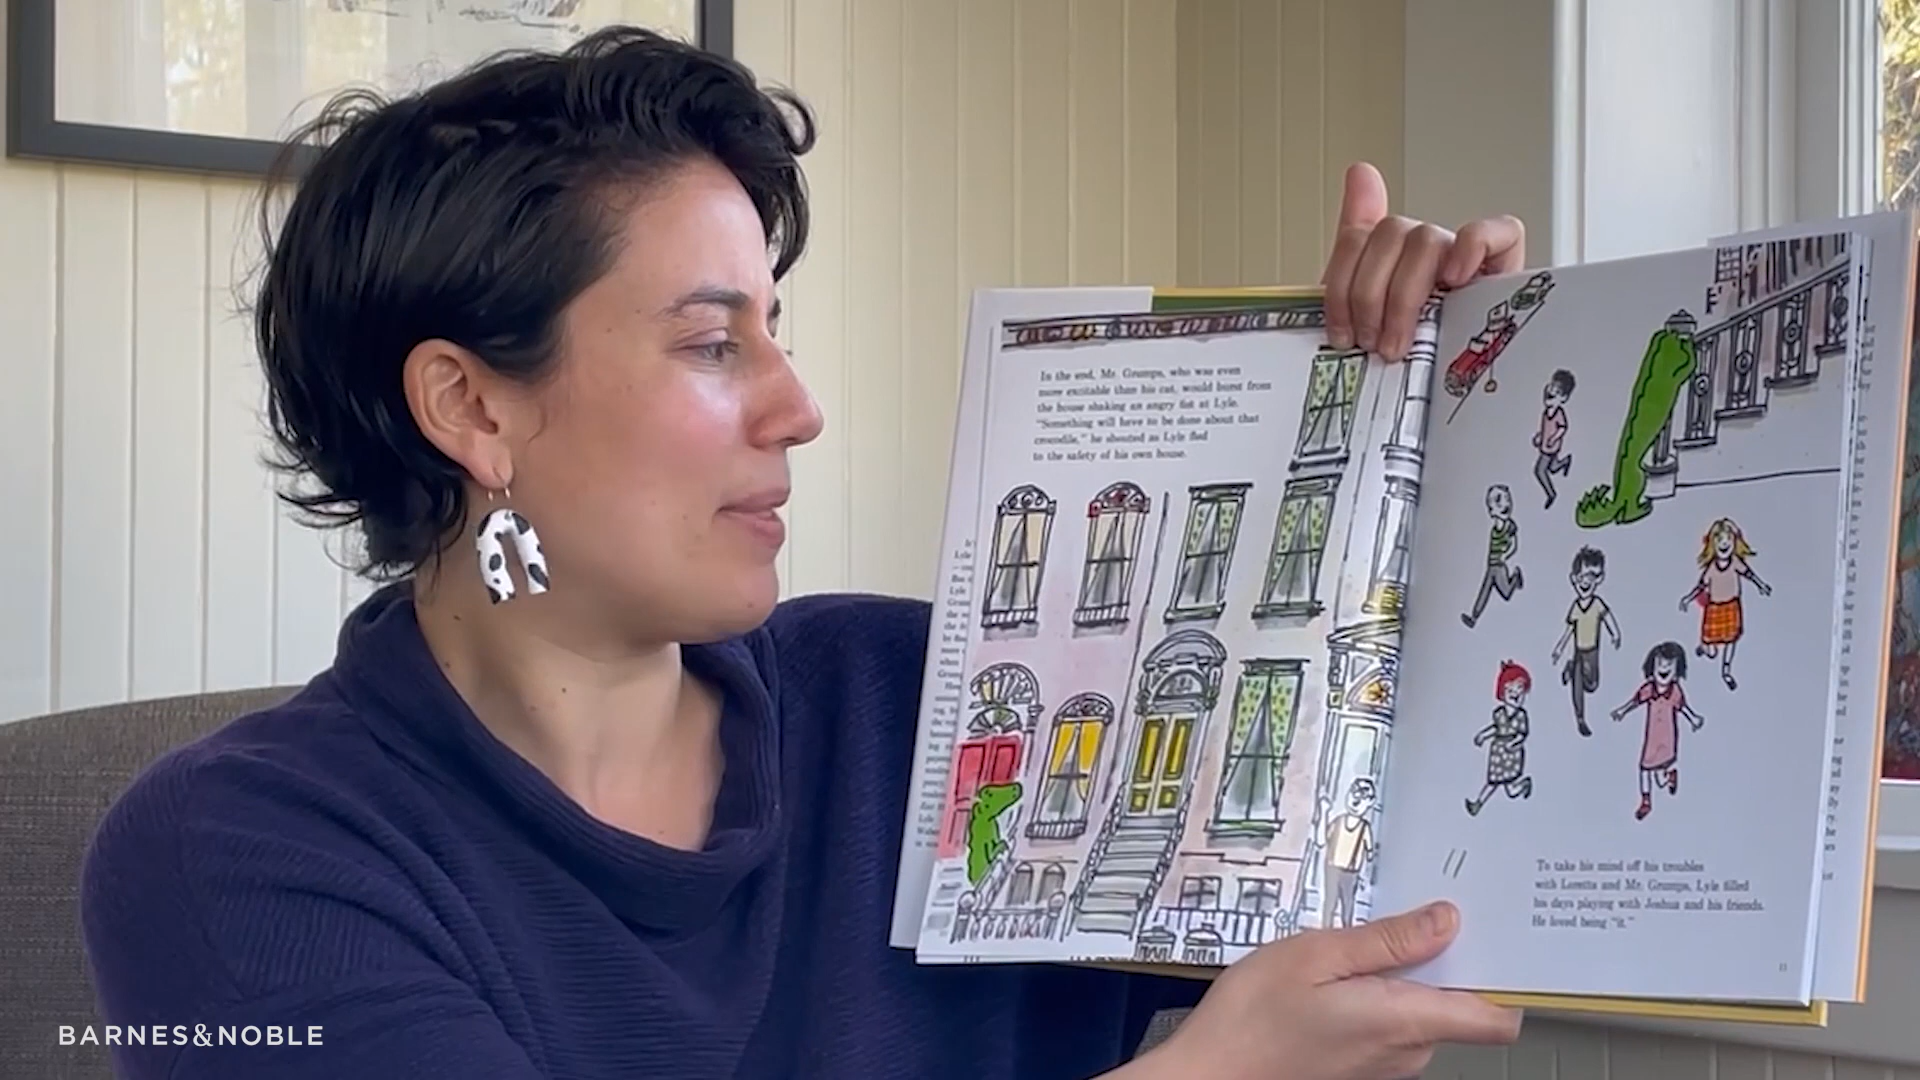 In the end, Mr. Grumps, who was even
more excitable than his cat, would burst from
the house shaking an angry fist at Lyle.
"Something will have to be done about that
crocodile," he shouted as Lyle fled
to the safety of his own house.
To take his mind off his troubles
with Loretta and Mr. Grumps, Lyle filled
his days playing with Joshua and his friends.
He loved being "it."
11
BARNES&NOBLE